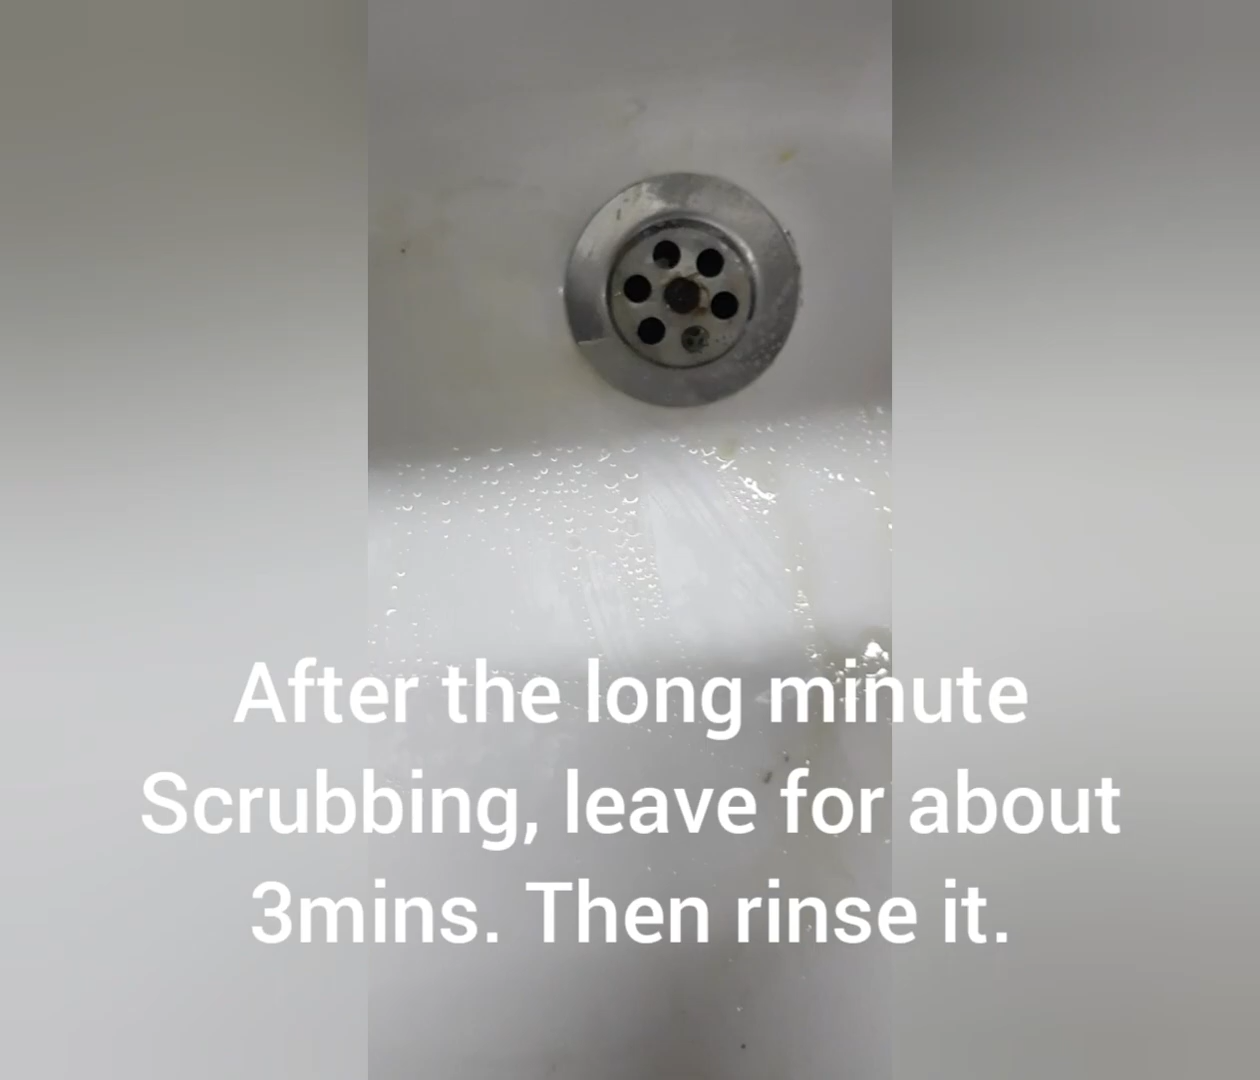 After the long minute
Scrubbing, leave for about
3mins. Then rinse it.